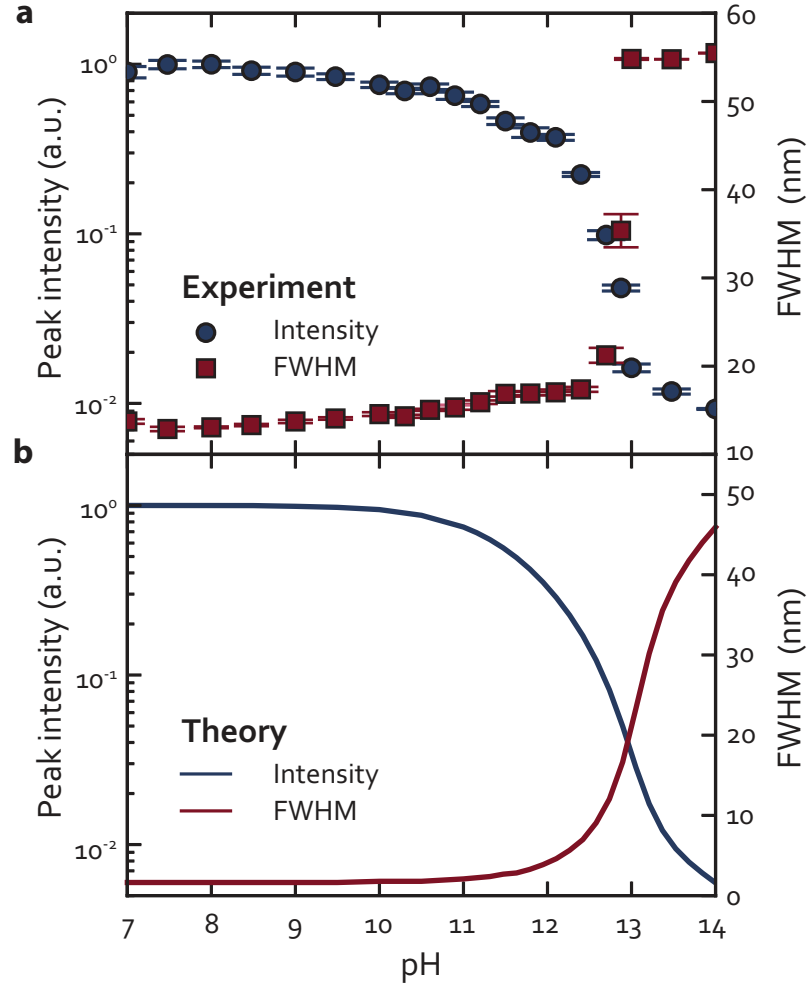 a
10⁰
10⁻¹
10⁻²
Peak intensity (a.u.)
60
50
40
30
20
10
FWHM (nm)
Experiment
Intensity
FWHM
b
10⁰
10⁻¹
10⁻²
Peak intensity (a.u.)
50
40
30
20
10
0
FWHM (nm)
Theory
Intensity
FWHM
7 8 9 10 11 12 13 14
pH